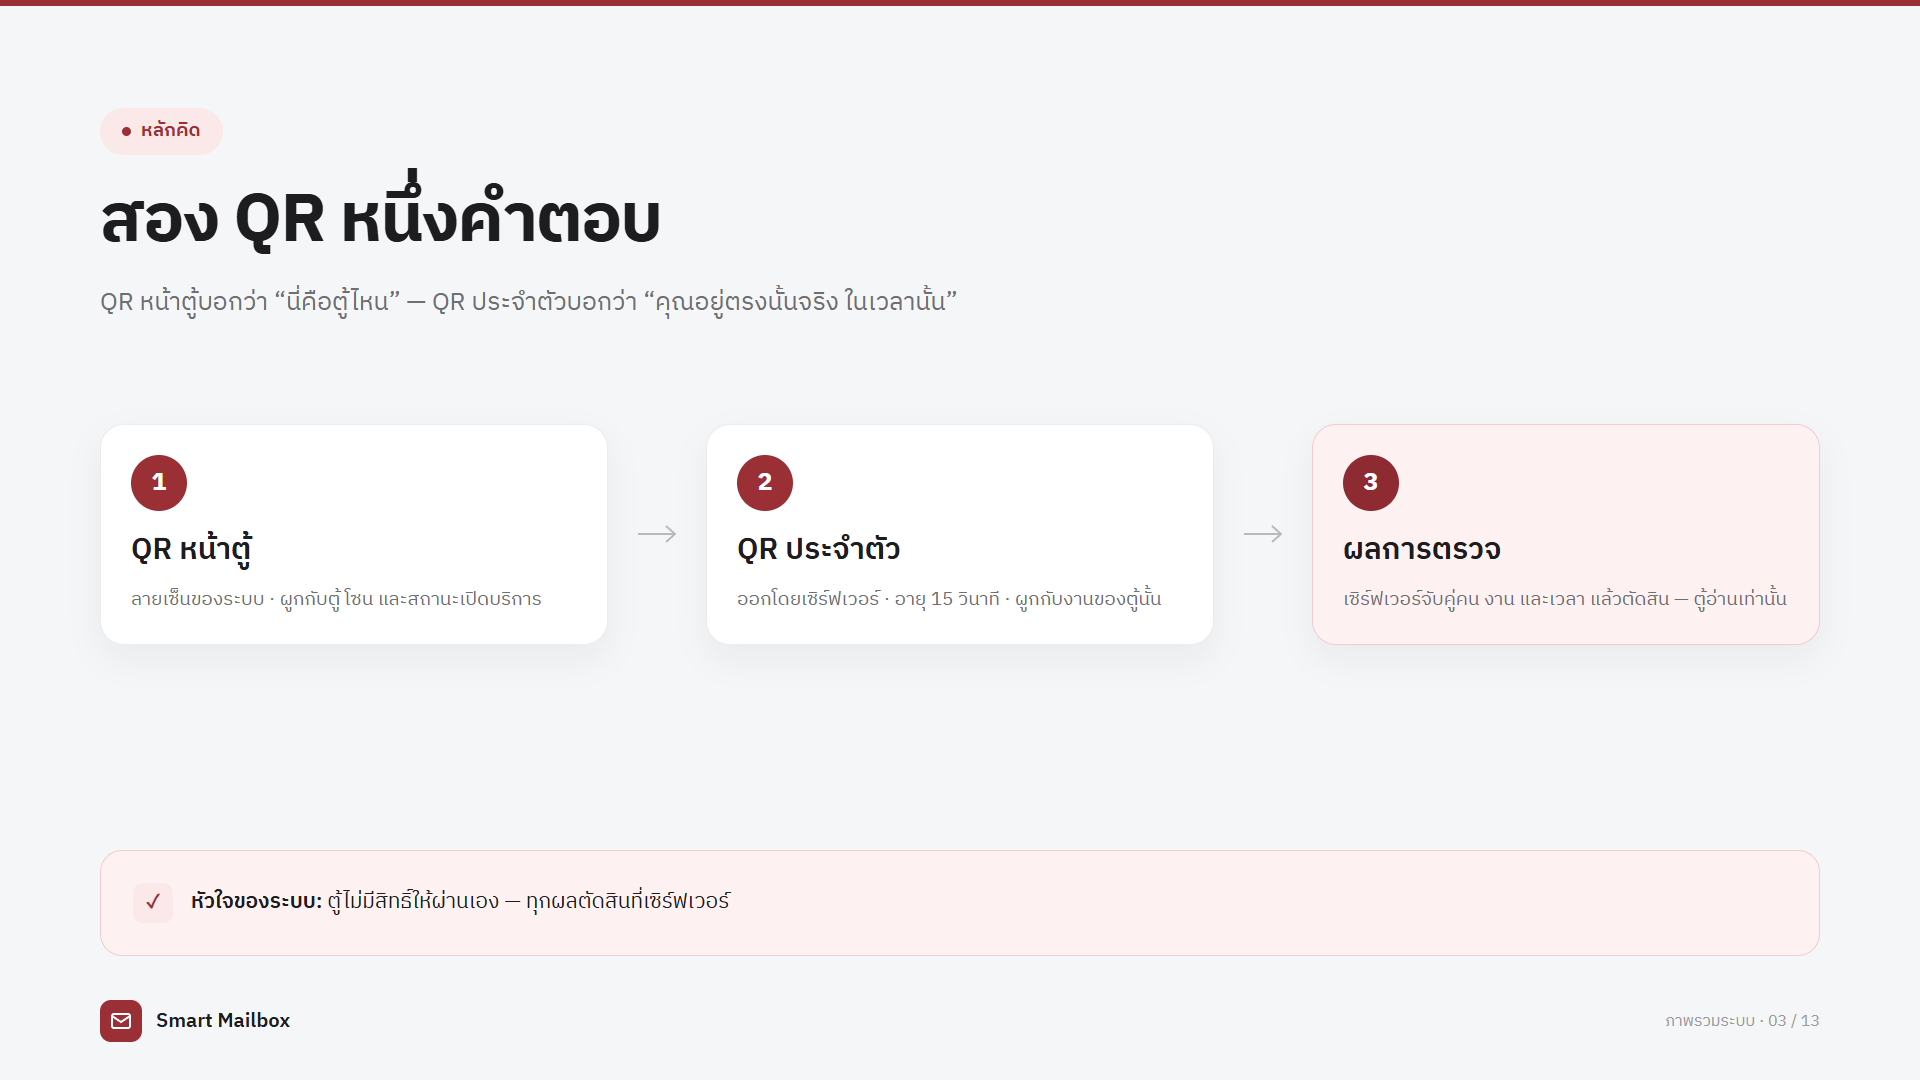 หลักคิด
สอง QR หนึ่งคำตอบ
QR หน้าตู้บอกว่า “นี่คือตู้ไหน” — QR ประจำตัวบอกว่า “คุณอยู่ตรงนั้นจริง ในเวลานั้น”
1
QR หน้าตู้
ลายเซ็นของระบบ · ผูกกับตู้ โซน และสถานะเปิดบริการ
2
QR ประจำตัว
ออกโดยเซิร์ฟเวอร์ · อายุ 15 วินาที · ผูกกับงานของตู้นั้น
3
ผลการตรวจ
เซิร์ฟเวอร์จับคู่คน งาน และเวลา แล้วตัดสิน — ตู้อ่านเท่านั้น
✓ หัวใจของระบบ: ตู้ไม่มีสิทธิ์ให้ผ่านเอง — ทุกผลตัดสินที่เซิร์ฟเวอร์
Smart Mailbox
ภาพรวมระบบ · 03 / 13